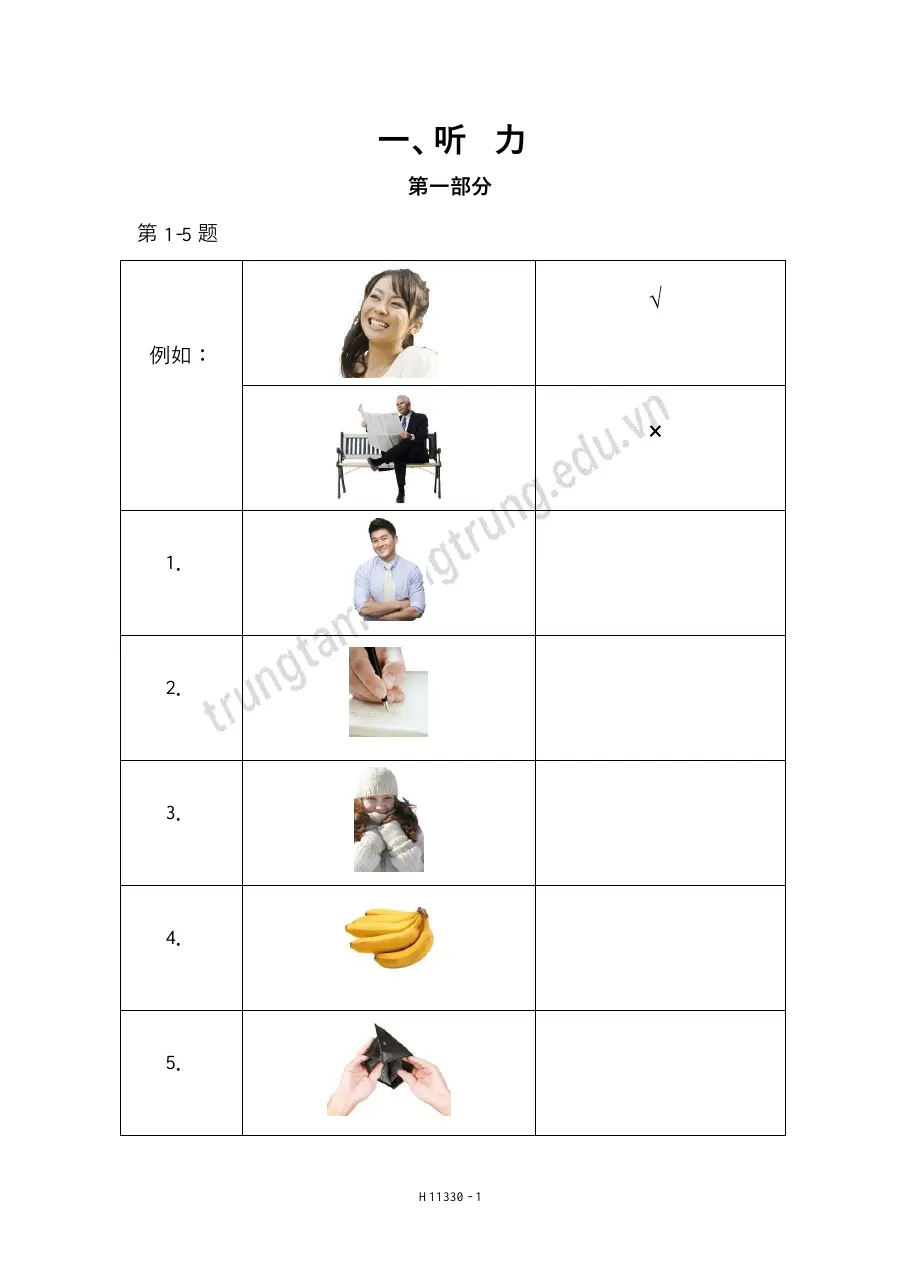 一、听 力
第一部分
第 1-5 题
例如：
√
×
1.
2.
3.
4.
5.
H11330-1